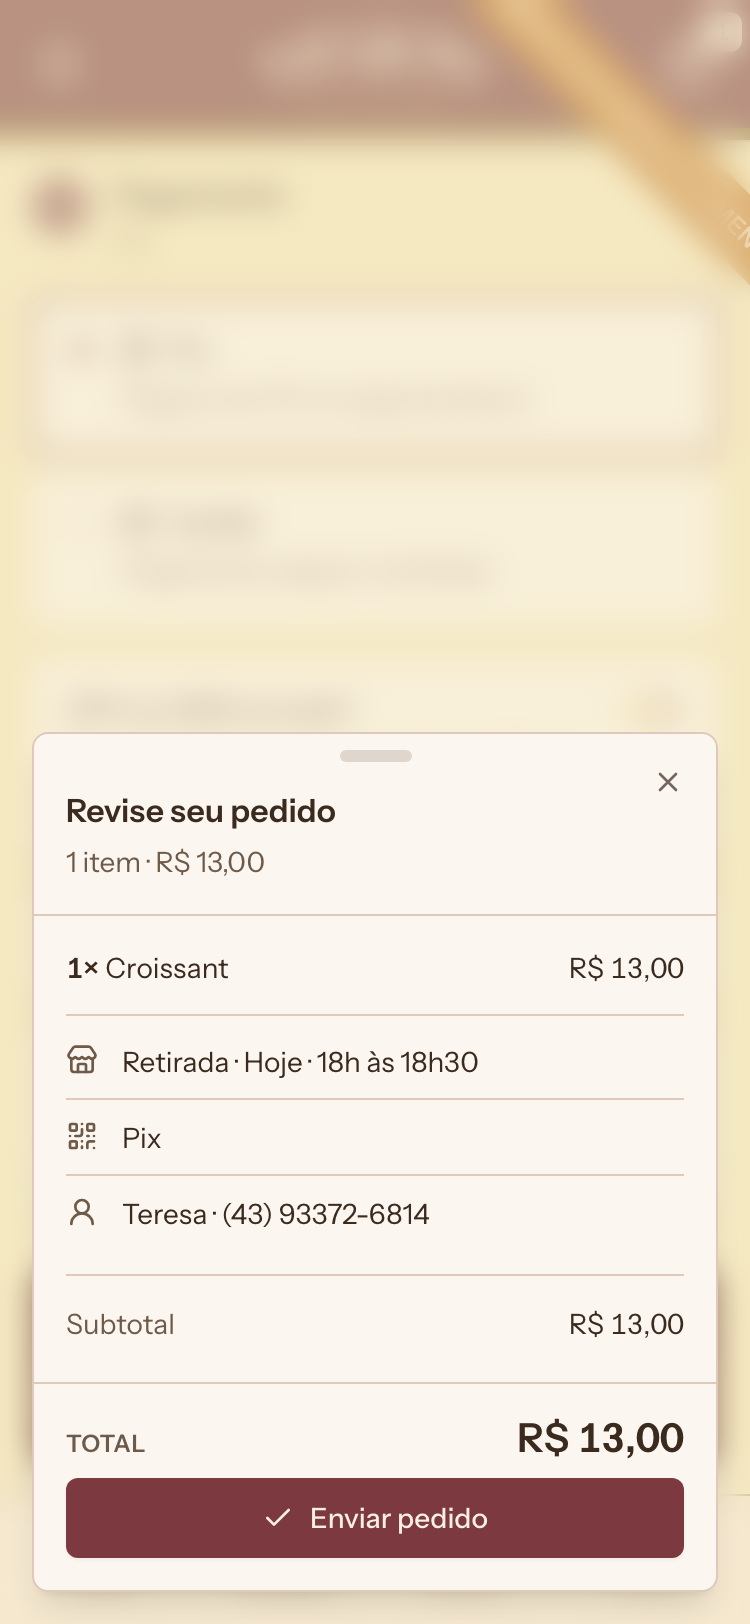 Revise seu pedido
1 item · R$ 13,00
1× Croissant R$ 13,00
Retirada · Hoje · 18h às 18h30
Pix
Teresa · (43) 93372-6814
Subtotal R$ 13,00
TOTAL R$ 13,00
Enviar pedido